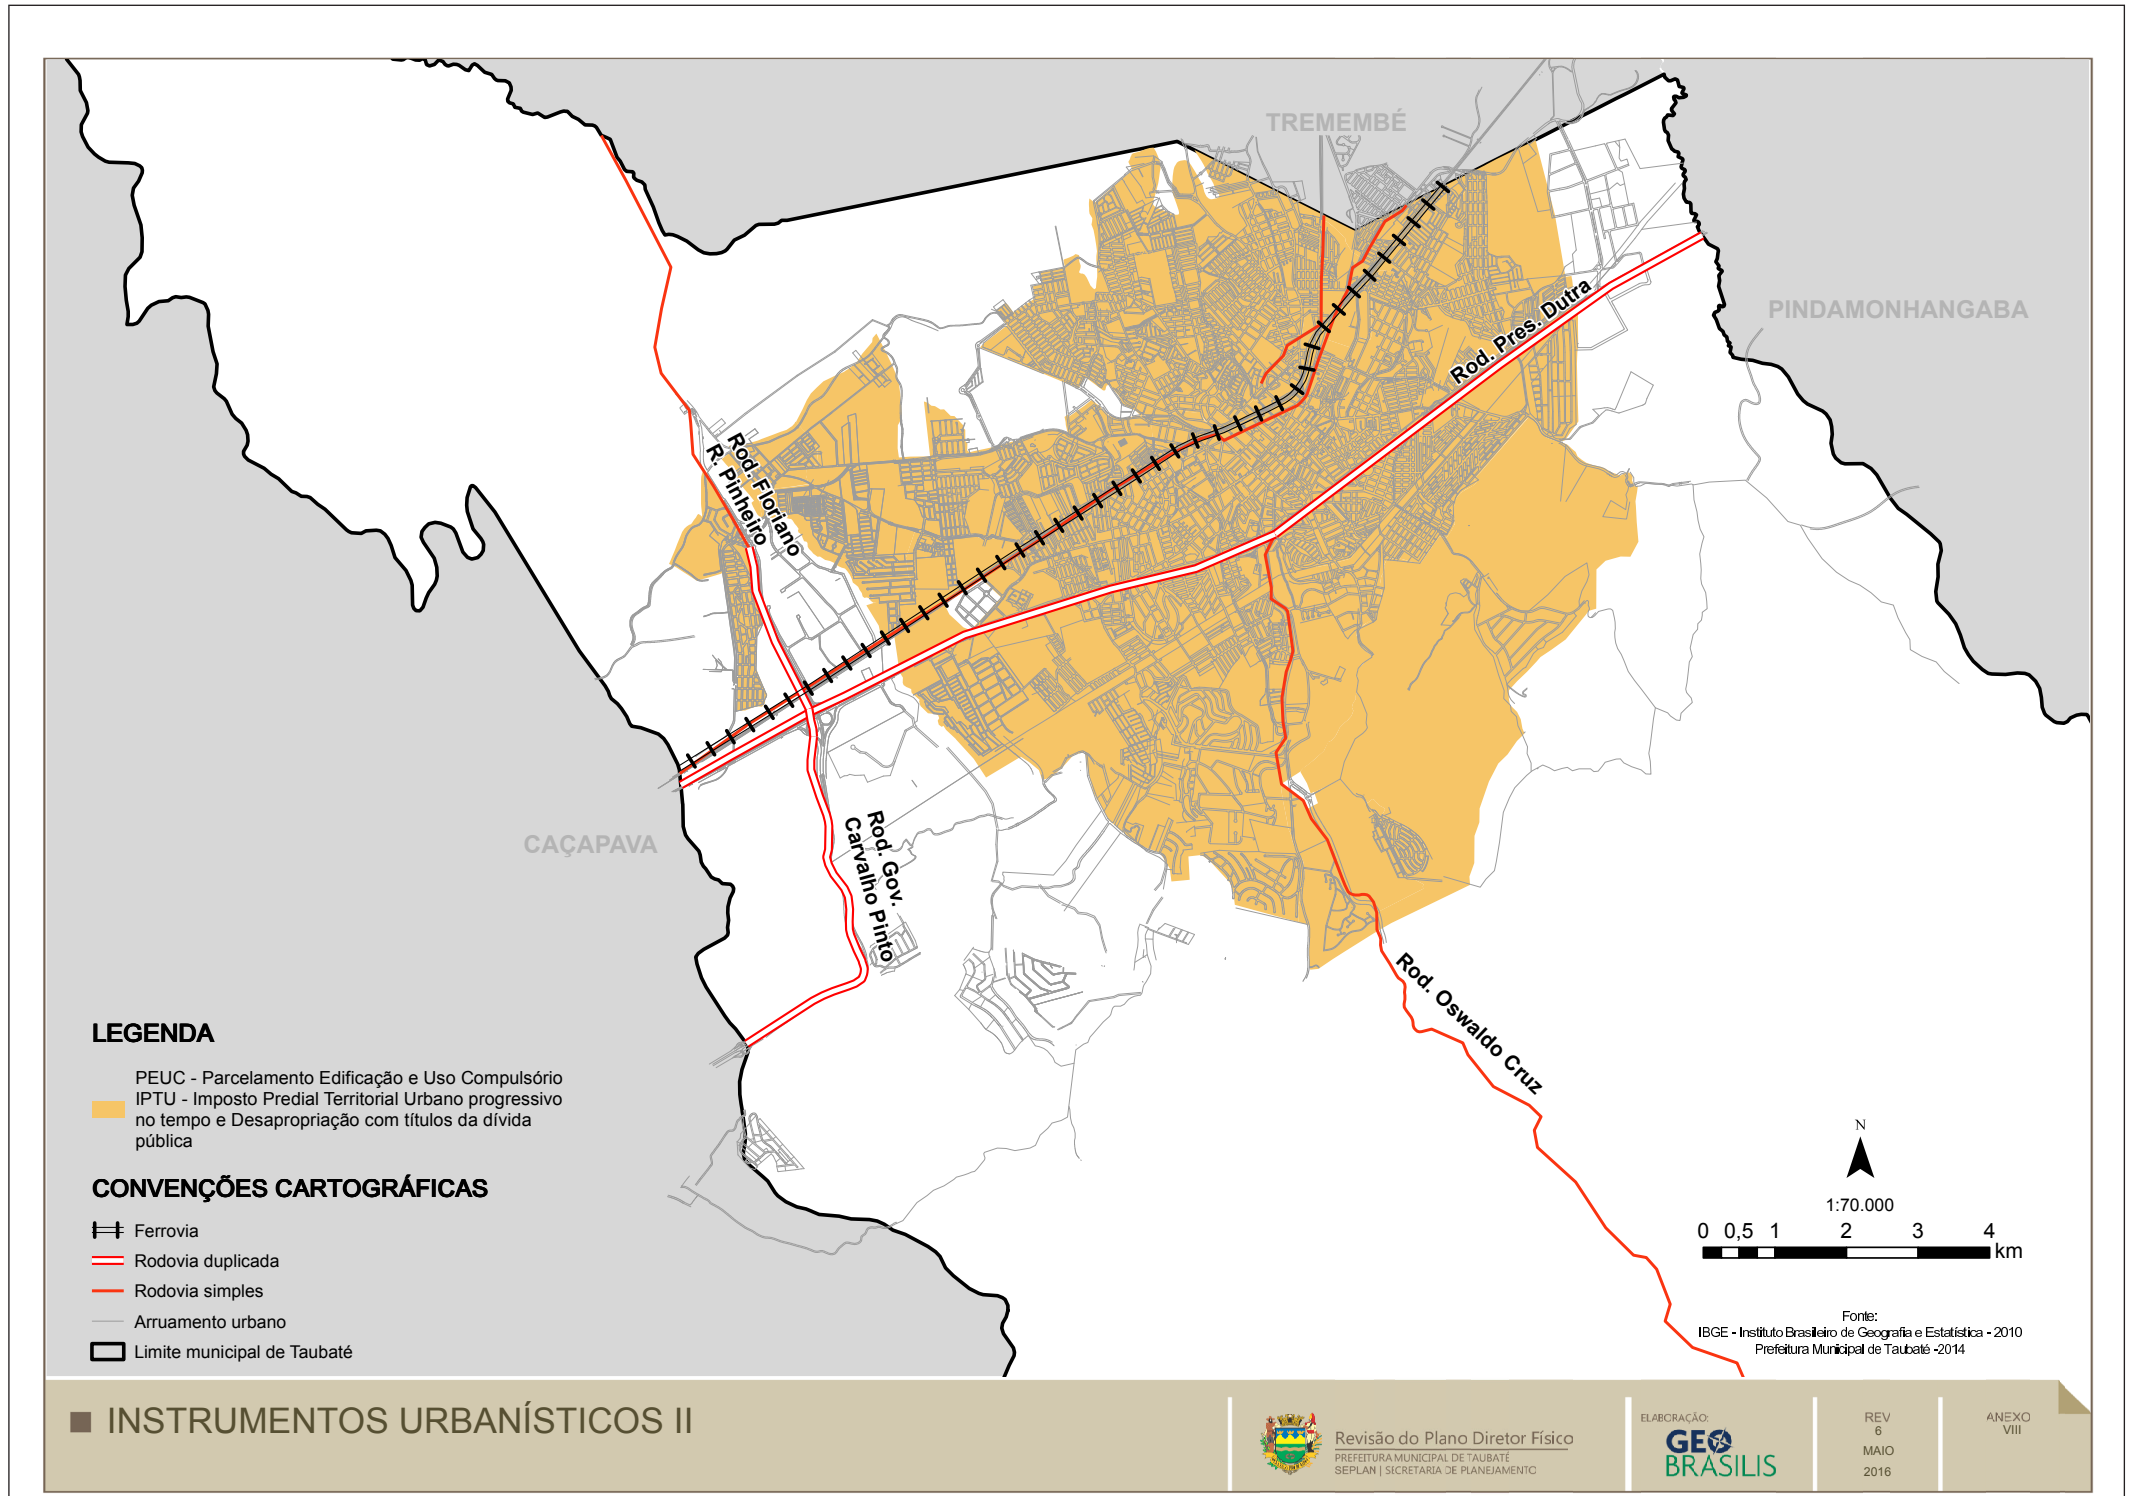 TREMEMBÉ
PINDAMONHANGABA
Rod. Pres. Dutra
Rod. Floriano
R. Pinheiro
CAÇAPAVA
Rod. Gov.
Carvalho Pinto
Rod. Oswaldo Cruz
LEGENDA
PEUC - Parcelamento Edificação e Uso Compulsório
IPTU - Imposto Predial Territorial Urbano progressivo
no tempo e Desapropriação com títulos da dívida
pública
CONVENÇÕES CARTOGRÁFICAS
Ferrovia
Rodovia duplicada
Rodovia simples
Arruamento urbano
Limite municipal de Taubaté
N
1:70.000
0 0,5 1 2 3 4
km
Fonte:
IBGE - Instituto Brasileiro de Geografia e Estatística - 2010
Prefeitura Municipal de Taubaté -2014
INSTRUMENTOS URBANÍSTICOS II
Revisão do Plano Diretor Físico
PREFEITURA MUNICIPAL DE TAUBATÉ
SEPLAN | SECRETARIA DE PLANEJAMENTO
ELABORAÇÃO:
GEO
BRASILIS
REV
6
MAIO
2016
ANEXO
VIII